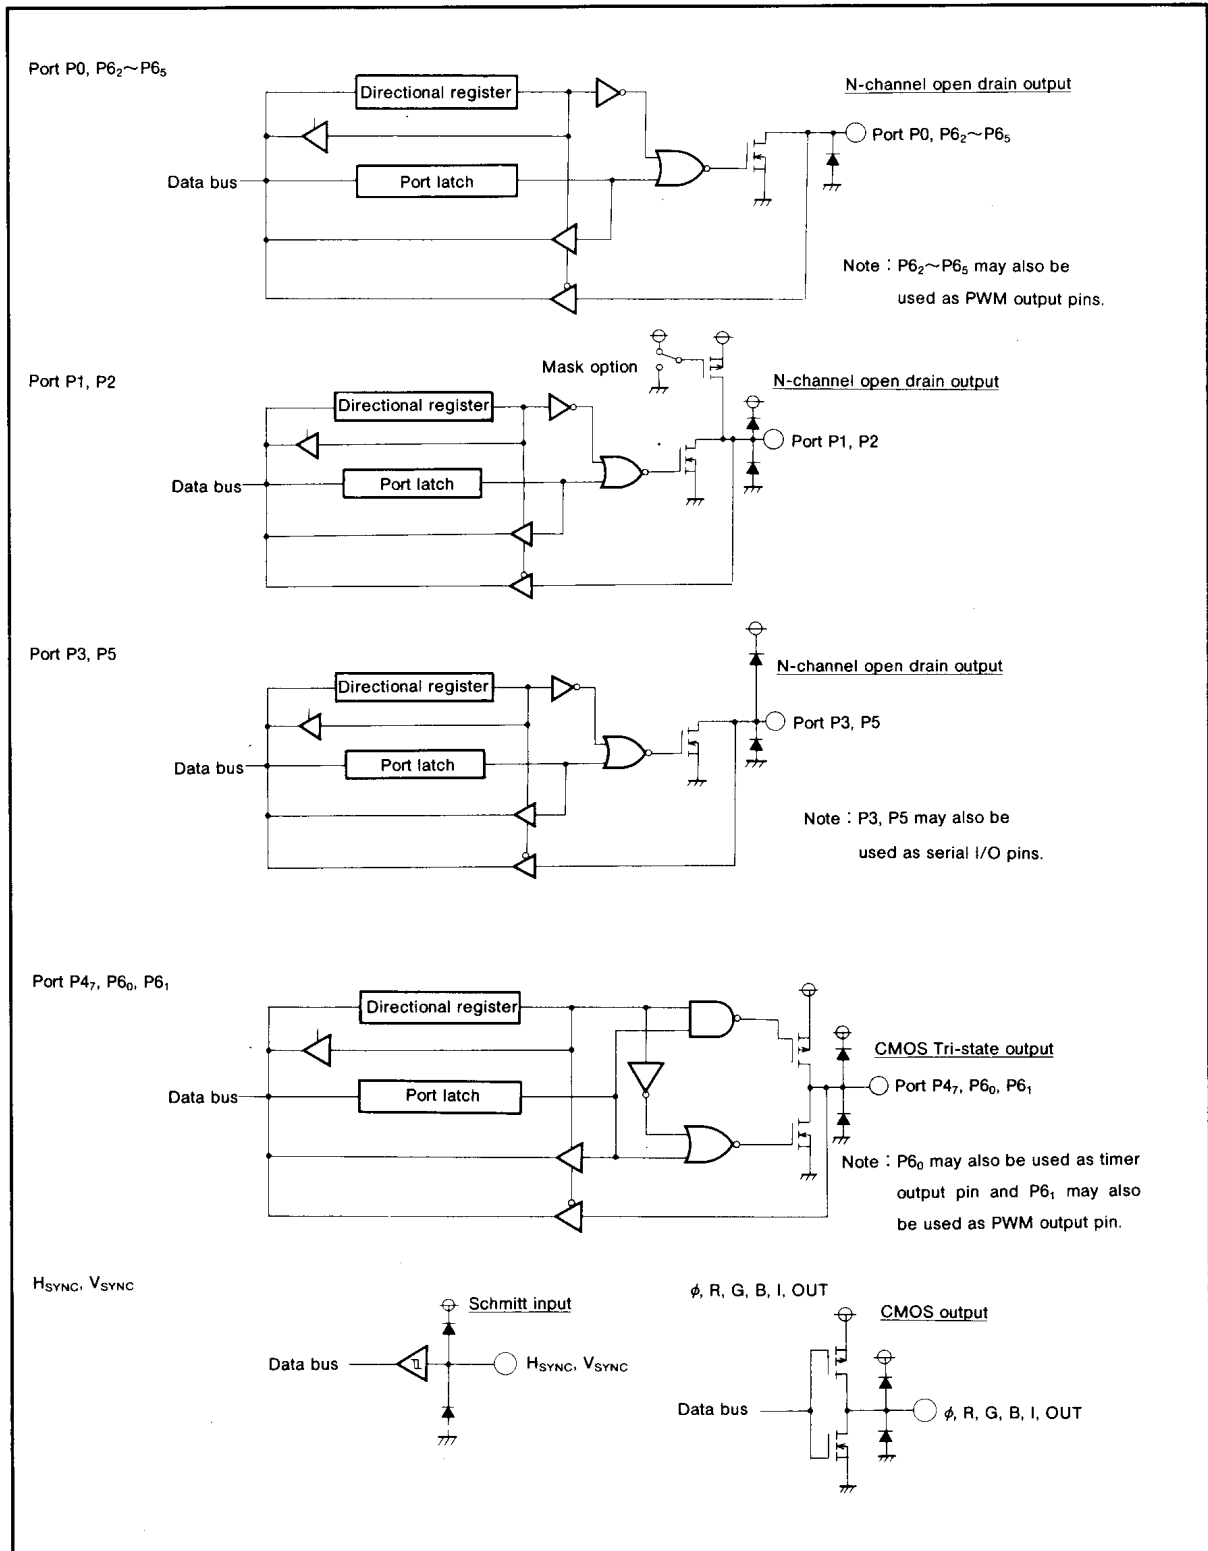 Port P0, P6₂~P6₅
Directional register
N-channel open drain output
Port P0, P6₂~P6₅
Data bus
Port latch
Note : P6₂~P6₅ may also be
used as PWM output pins.
Port P1, P2
Mask option
N-channel open drain output
Directional register
Port P1, P2
Data bus
Port latch
Port P3, P5
N-channel open drain output
Directional register
Port P3, P5
Data bus
Port latch
Note : P3, P5 may also be
used as serial I/O pins.
Port P4₇, P6₀, P6₁
Directional register
CMOS Tri-state output
Port P4₇, P6₀, P6₁
Data bus
Port latch
Note : P6₀ may also be used as timer
output pin and P6₁ may also
be used as PWM output pin.
HSYNC, VSYNC
Schmitt input
Data bus
HSYNC, VSYNC
ϕ, R, G, B, I, OUT
CMOS output
Data bus
ϕ, R, G, B, I, OUT